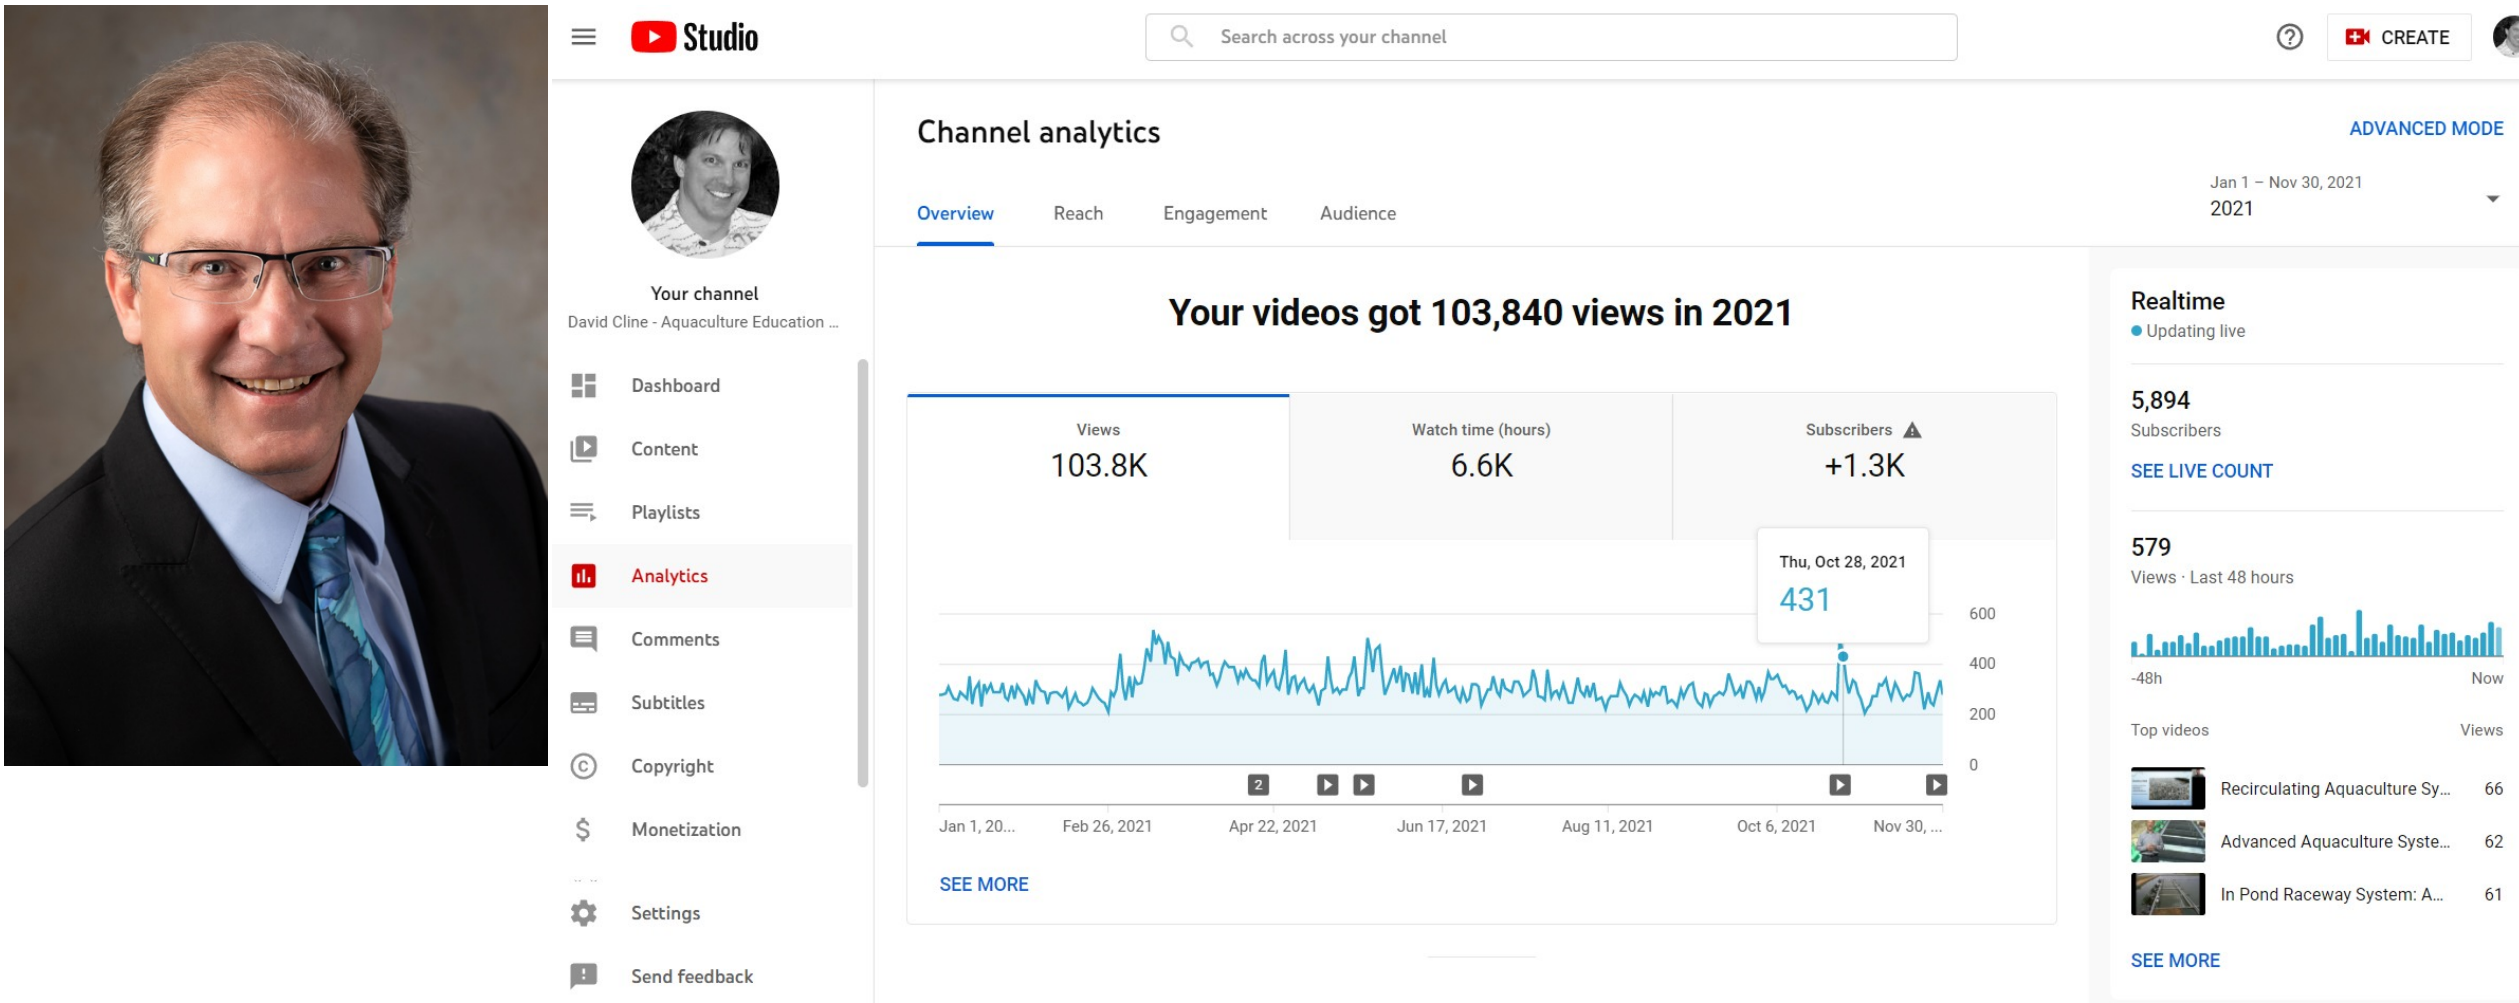 Studio
Search across your channel
CREATE
Your channel
David Cline - Aquaculture Education ...
Dashboard
Content
Playlists
Analytics
Comments
Subtitles
Copyright
Monetization
Settings
Send feedback
Channel analytics
ADVANCED MODE
Overview
Reach
Engagement
Audience
Jan 1 – Nov 30, 2021
2021
Your videos got 103,840 views in 2021
Views
103.8K
Watch time (hours)
6.6K
Subscribers
+1.3K
Thu, Oct 28, 2021
431
600
400
200
0
2
Jan 1, 20...
Feb 26, 2021
Apr 22, 2021
Jun 17, 2021
Aug 11, 2021
Oct 6, 2021
Nov 30, ...
SEE MORE
Realtime
Updating live
5,894
Subscribers
SEE LIVE COUNT
579
Views · Last 48 hours
-48h
Now
Top videos
Views
Recirculating Aquaculture Sy...
66
Advanced Aquaculture Syste...
62
In Pond Raceway System: A...
61
SEE MORE